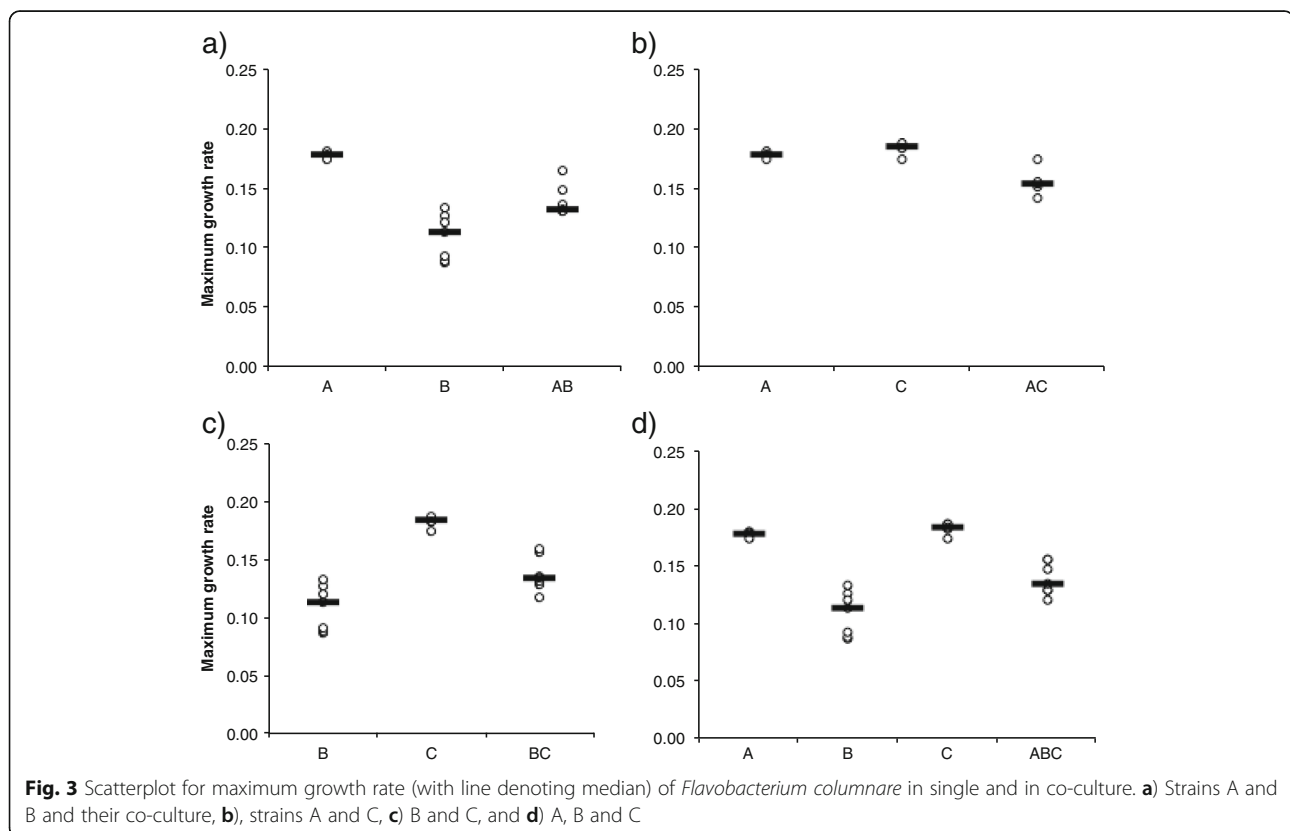 a)
Maximum growth rate
0.25
0.20
0.15
0.10
0.05
0.00
A B AB
b)
0.25
0.20
0.15
0.10
0.05
0.00
A C AC
c)
Maximum growth rate
0.25
0.20
0.15
0.10
0.05
0.00
B C BC
d)
0.25
0.20
0.15
0.10
0.05
0.00
A B C ABC
Fig. 3 Scatterplot for maximum growth rate (with line denoting median) of Flavobacterium columnare in single and in co-culture. a) Strains A and
B and their co-culture, b), strains A and C, c) B and C, and d) A, B and C